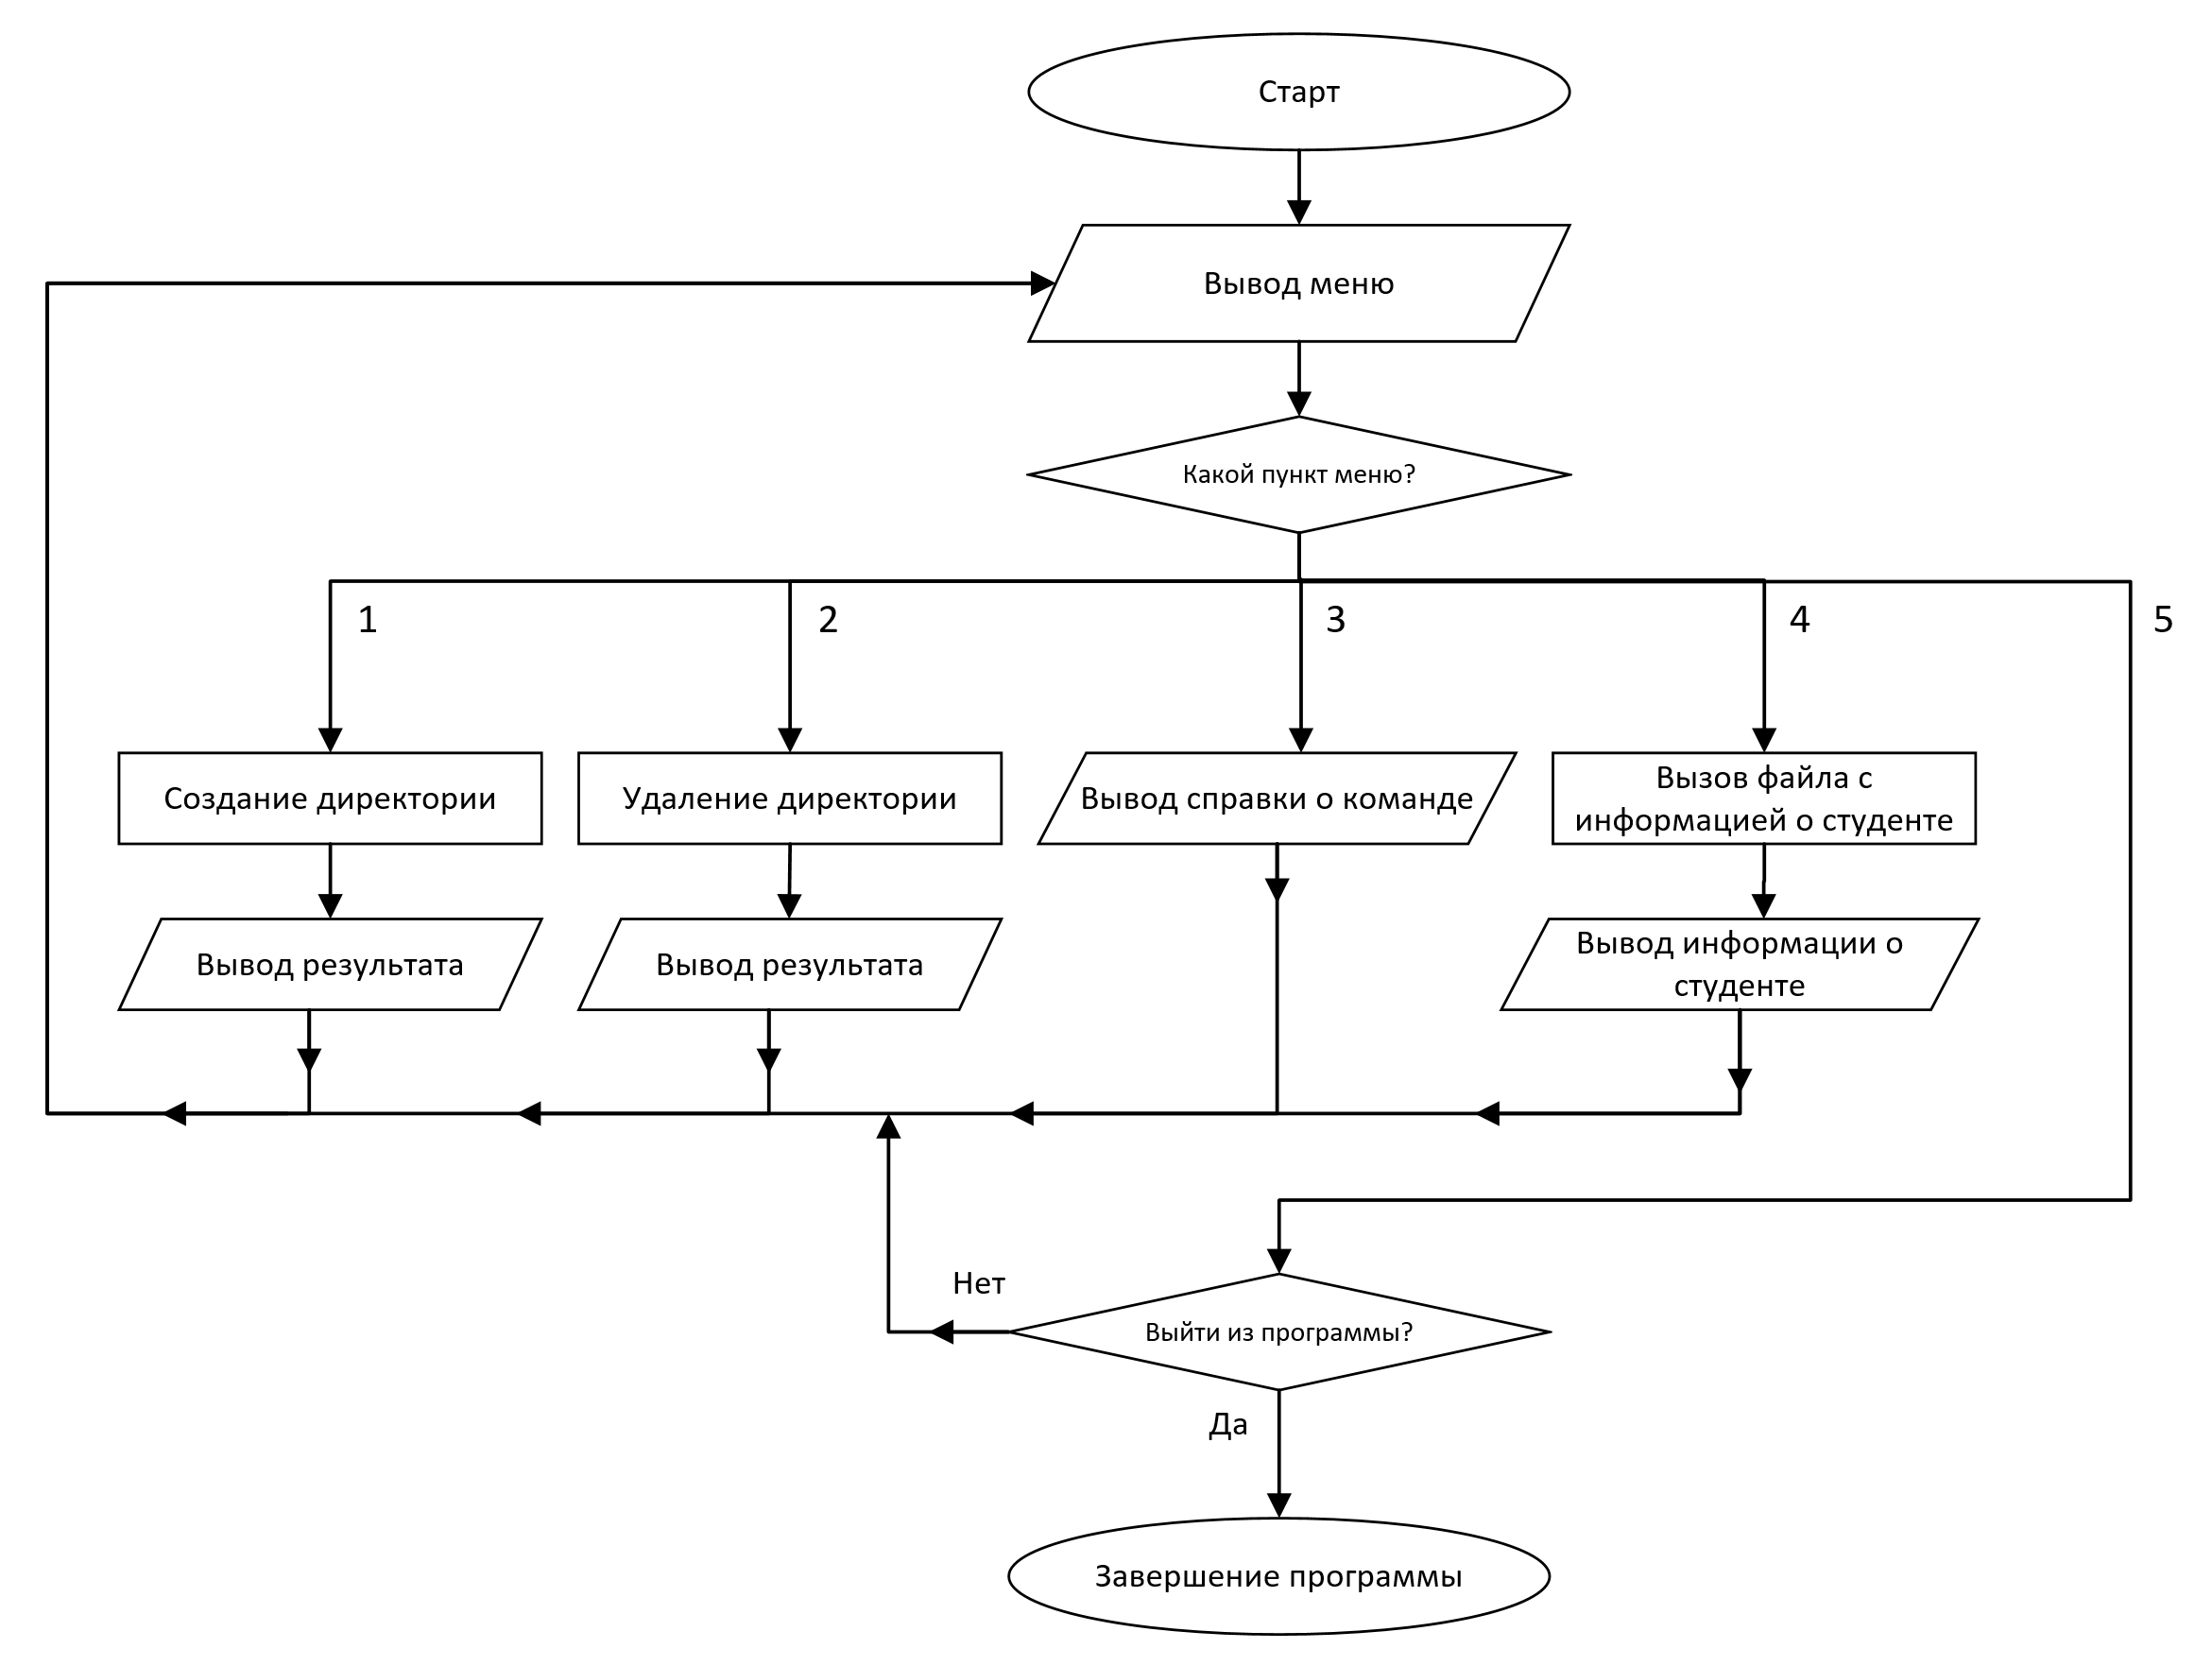 Старт
Вывод меню
Какой пункт меню?
1
2
3
4
5
Создание директории
Удаление директории
Вывод справки о команде
Вызов файла с
информацией о студенте
Вывод результата
Вывод результата
Вывод информации о
студенте
Нет
Выйти из программы?
Да
Завершение программы